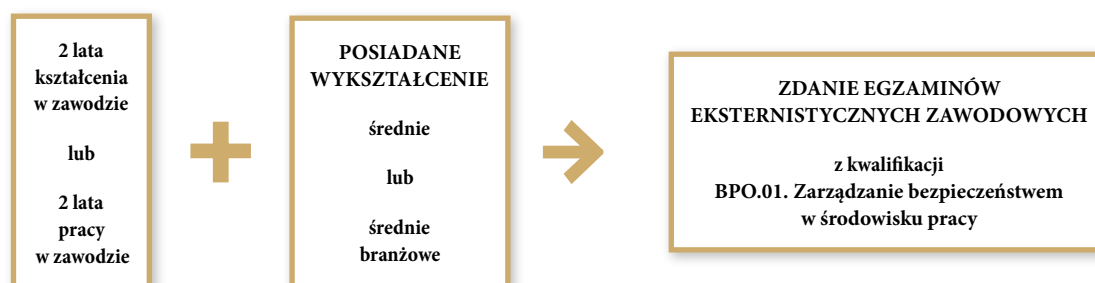 2 lata
kształcenia
w zawodzie
lub
2 lata
pracy
w zawodzie
POSIADANE
WYKSZTAŁCENIE
średnie
lub
średnie
branżowe
ZDANIE EGZAMINÓW
EKSTERNISTYCZNYCH ZAWODOWYCH
z kwalifikacji
BPO.01. Zarządzanie bezpieczeństwem
w środowisku pracy